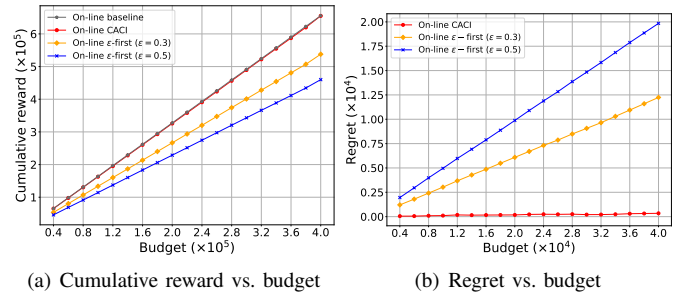 On-line baseline
On-line CACI
On-line ε-first (ε = 0.3)
On-line ε-first (ε = 0.5)
Cumulative reward (×10⁵)
6
5
4
3
2
1
0.4 0.8 1.2 1.6 2.0 2.4 2.8 3.2 3.6 4.0
Budget (×10⁵)
(a) Cumulative reward vs. budget
On-line CACI
On-line ε − first (ε = 0.3)
On-line ε − first (ε = 0.5)
Regret (×10⁴)
2.00
1.75
1.50
1.25
1.00
0.75
0.50
0.25
0.00
0.4 0.8 1.2 1.6 2.0 2.4 2.8 3.2 3.6 4.0
Budget (×10⁴)
(b) Regret vs. budget